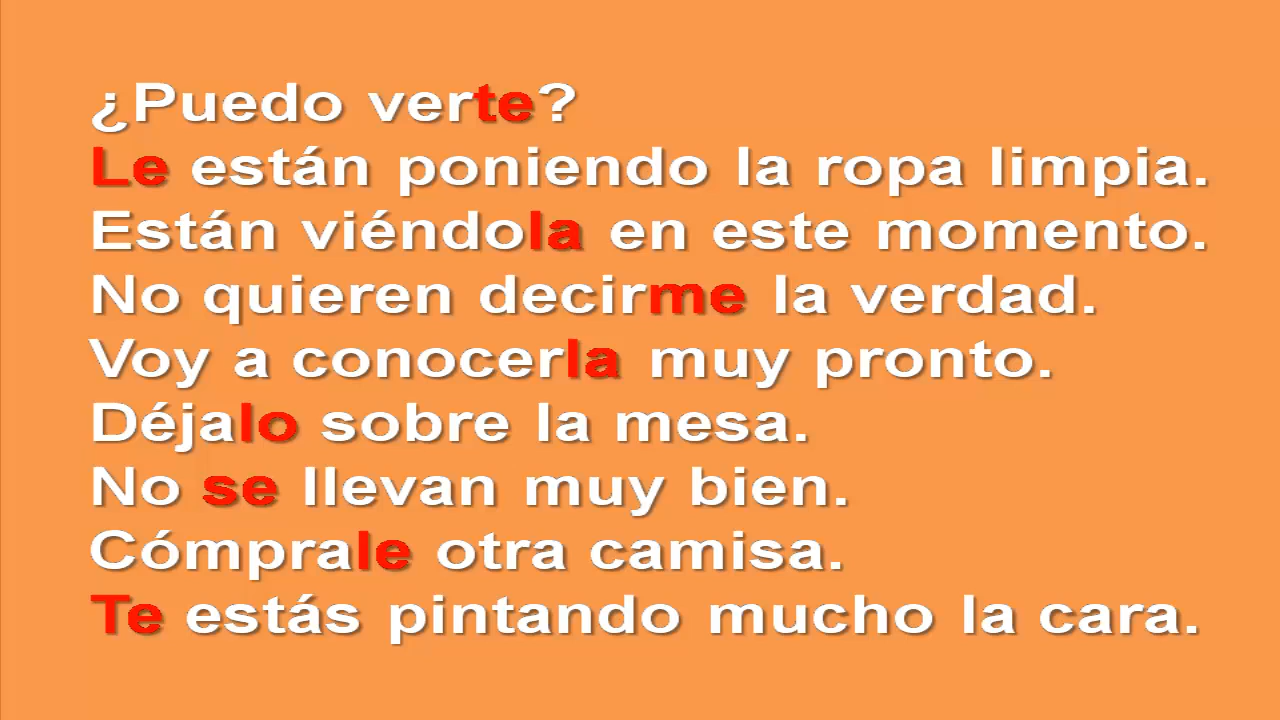 ¿Puedo verte?
Le están poniendo la ropa limpia.
Están viéndola en este momento.
No quieren decirme la verdad.
Voy a conocerla muy pronto.
Déjalo sobre la mesa.
No se llevan muy bien.
Cómprale otra camisa.
Te estás pintando mucho la cara.